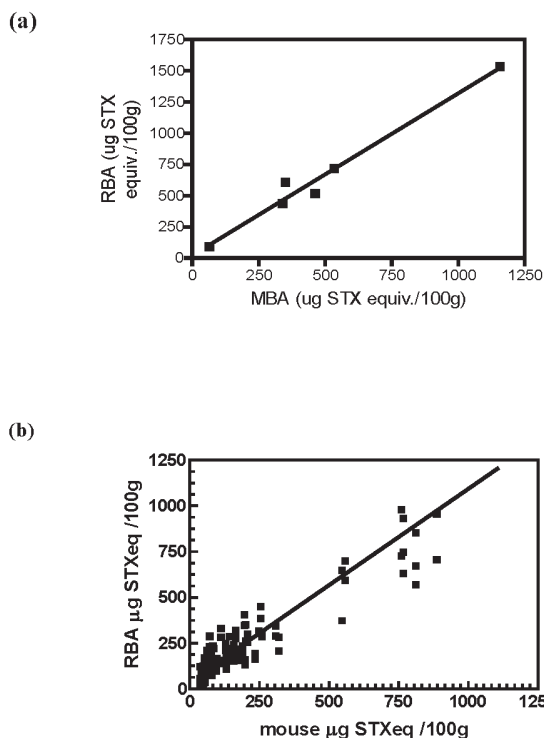 (a)
RBA (ug STX
equiv./100g)
1750
1500
1250
1000
750
500
250
0
0 250 500 750 1000 1250
MBA (ug STX equiv./100g)
(b)
RBA µg STXeq /100g
1250
1000
750
500
250
0
0 250 500 750 1000 125
mouse µg STXeq /100g